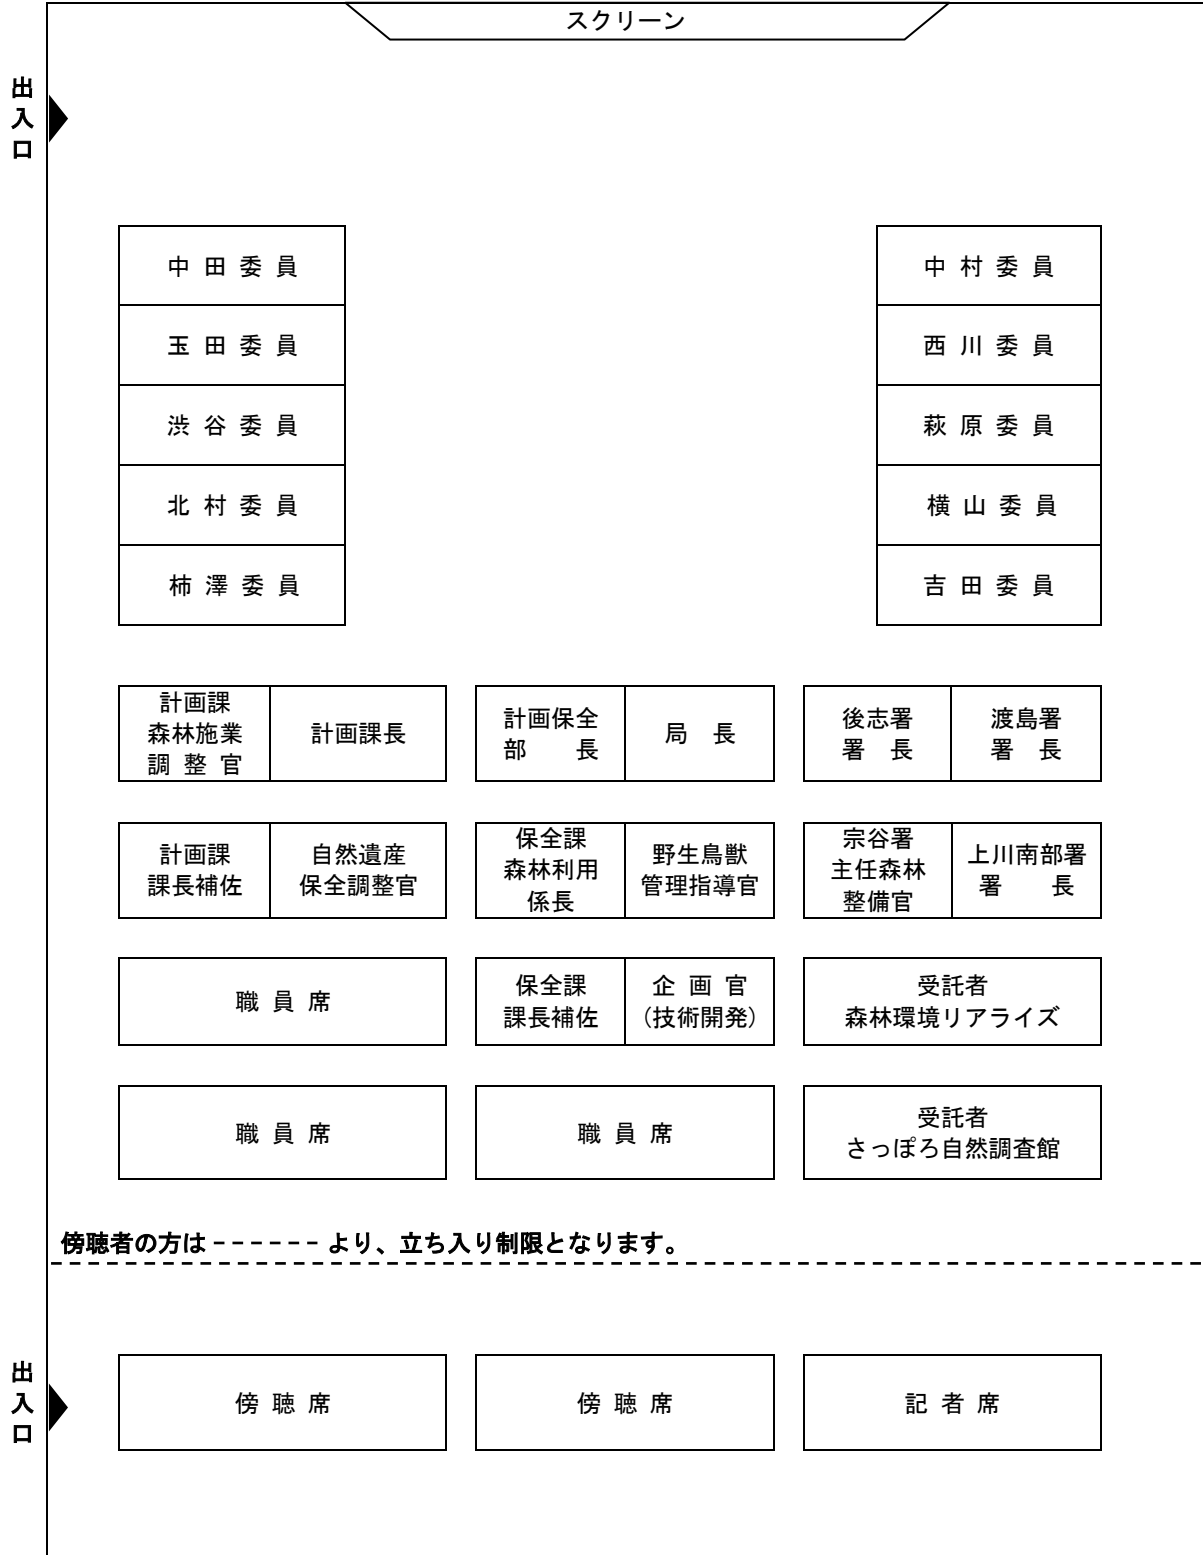 スクリーン
出入口
中田委員
中村委員
玉田委員
西川委員
渋谷委員
萩原委員
北村委員
横山委員
柿澤委員
吉田委員
計画課
森林施業
調整官
計画課長
計画保全
部　　長
局　長
後志署
署　長
渡島署
署　長
計画課
課長補佐
自然遺産
保全調整官
保全課
森林利用
係長
野生鳥獣
管理指導官
宗谷署
主任森林
整備官
上川南部署
署　　長
職員席
保全課
課長補佐
企画官
（技術開発）
受託者
森林環境リアライズ
職員席
職員席
受託者
さっぽろ自然調査館
傍聴者の方は------より、立ち入り制限となります。
出入口
傍聴席
傍聴席
記者席